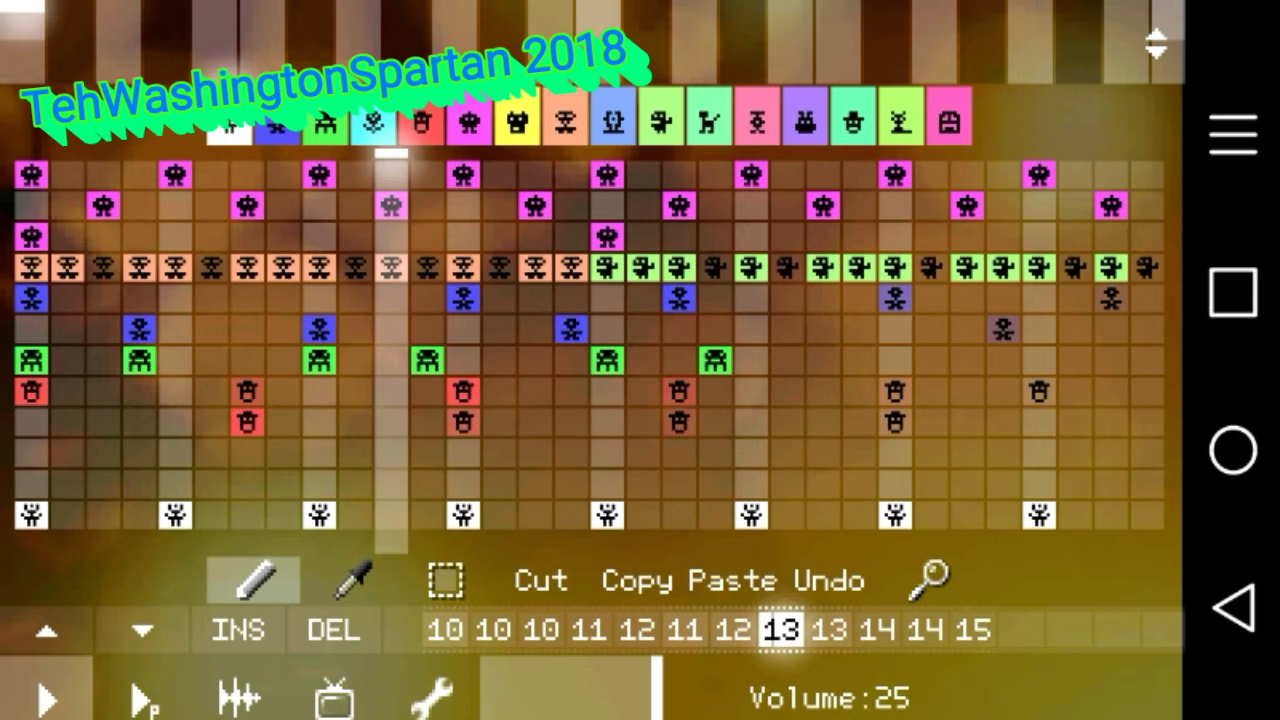 TehWashingtonSpartan 2018
Cut Copy Paste Undo
INS DEL 10 10 10 11 12 11 12 13 13 14 14 15
P
Volume:25